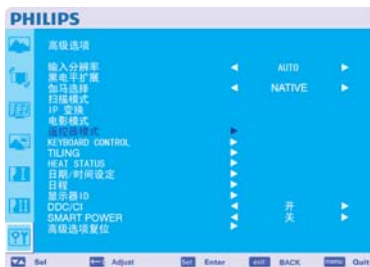 PHILIPS
高级选项
输入分辨率 AUTO
黑电平扩展
伽马选择 NATIVE
扫描模式
IP 变换
电影模式
遥控器模式
KEYBOARD CONTROL
TILING
HEAT STATUS
日期/时间设定
日程
显示器ID
DDC/CI 开
SMART POWER 关
高级选项复位
Sel Adjust Set Enter exit BACK menu Quit